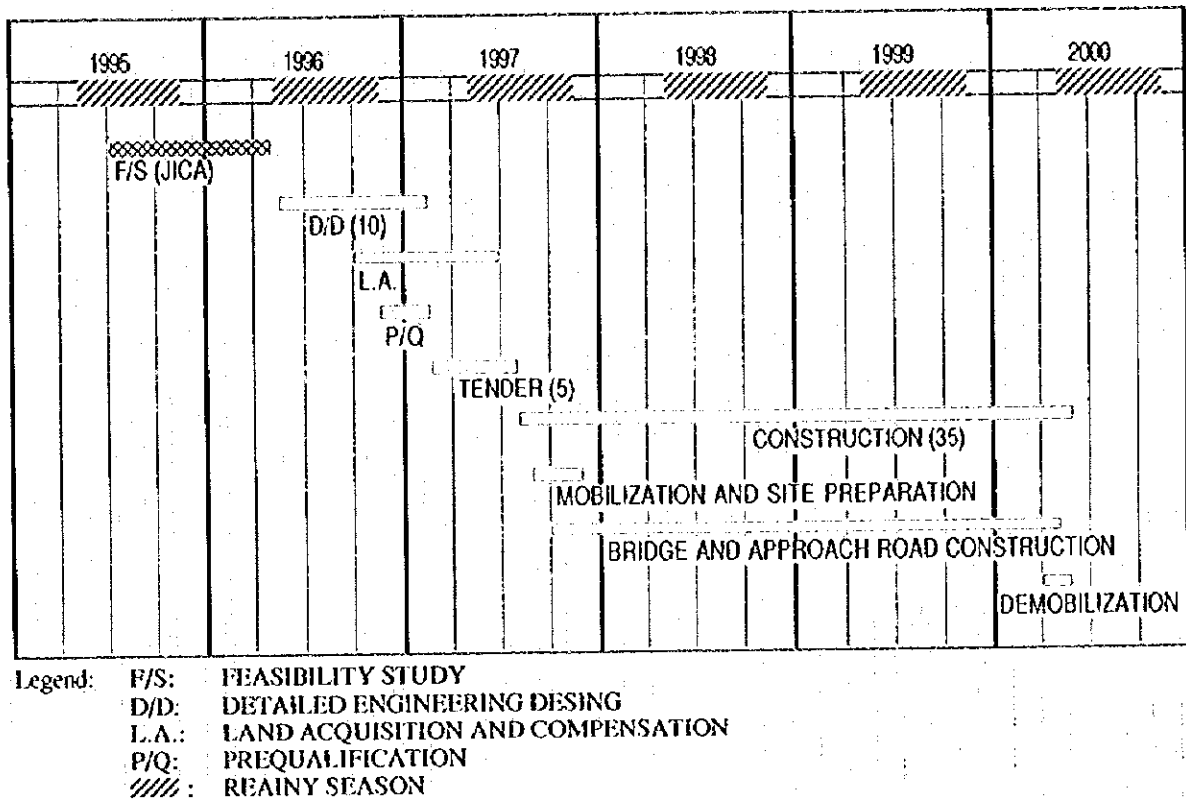 1995 1996 1997 1998 1999 2000
F/S (JICA)
D/D (10)
L.A.
P/Q
TENDER (5)
CONSTRUCTION (35)
MOBILIZATION AND SITE PREPARATION
BRIDGE AND APPROACH ROAD CONSTRUCTION
DEMOBILIZATION
Legend: F/S: FEASIBILITY STUDY
D/D: DETAILED ENGINEERING DESING
L.A.: LAND ACQUISITION AND COMPENSATION
P/Q: PREQUALIFICATION
: REAINY SEASON